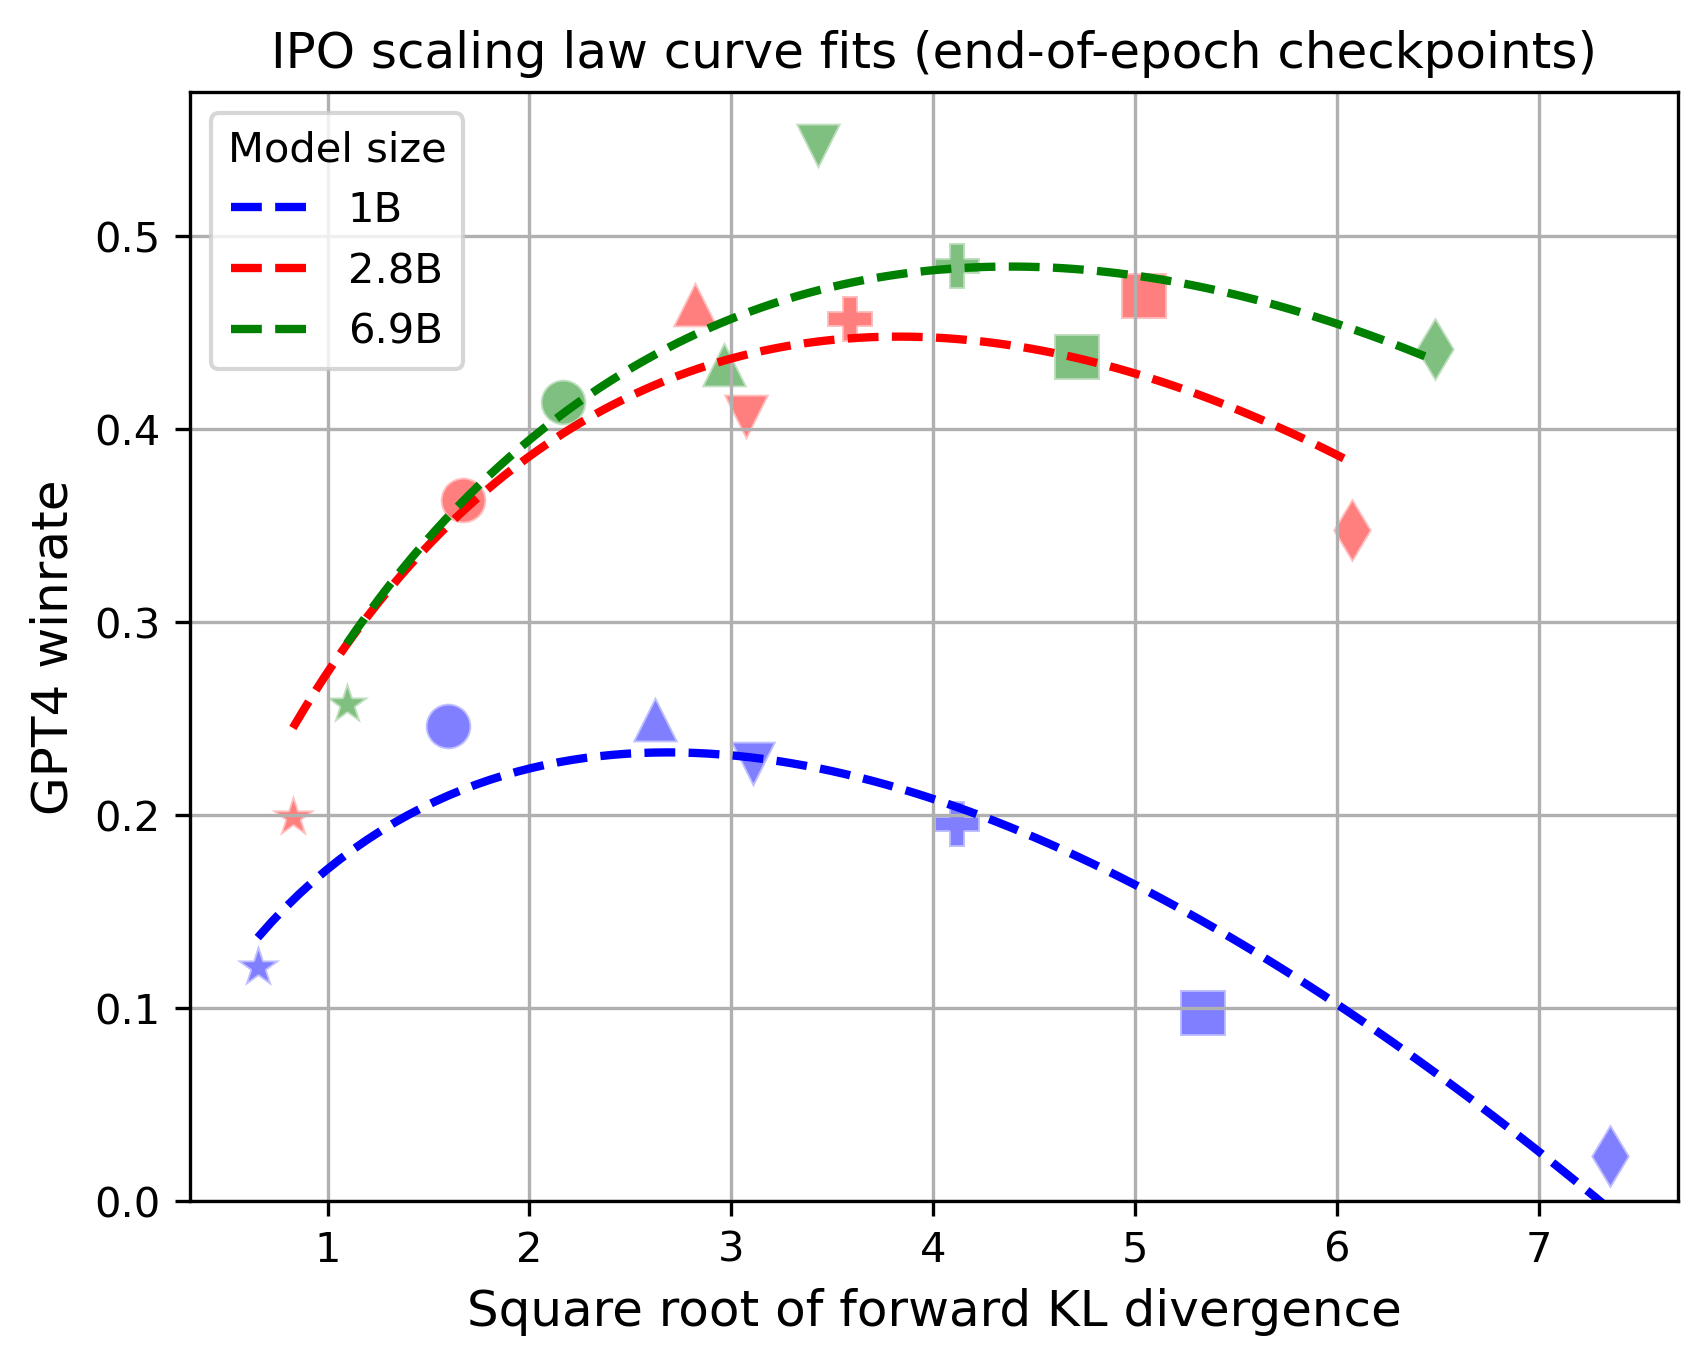 IPO scaling law curve fits (end-of-epoch checkpoints)
Model size
1B
2.8B
6.9B
GPT4 winrate
0.5
0.4
0.3
0.2
0.1
0.0
1 2 3 4 5 6 7
Square root of forward KL divergence